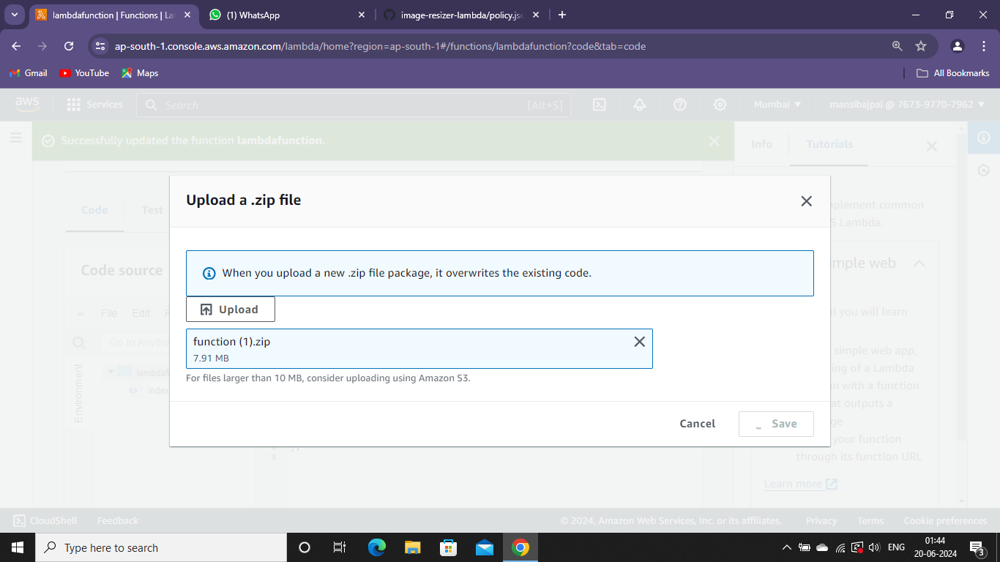 lambdafunction | Functions | La
(1) WhatsApp
image-resizer-lambda/policy.jsc
ap-south-1.console.aws.amazon.com/lambda/home?region=ap-south-1#/functions/lambdafunction?code&tab=code
Gmail
YouTube
Maps
All Bookmarks
aws
Services
Search
[Alt+S]
Mumbai
mansibajpai @ 7673-9770-7962
Successfully updated the function lambdafunction.
Info
Tutorials
Upload a .zip file
When you upload a new .zip file package, it overwrites the existing code.
Upload
function (1).zip
7.91 MB
For files larger than 10 MB, consider uploading using Amazon S3.
Cancel
Save
Code
Test
Code source
File
Edit
F
Go to Anythin
Environment
lambdaf
index
8
});
9
plement common
S Lambda.
imple web
l you will learn
simple web app,
ing of a Lambda
n with a function
at outputs a
ge
your function
through its function URL
Learn more
CloudShell
Feedback
© 2024, Amazon Web Services, Inc. or its affiliates.
Privacy
Terms
Cookie preferences
Type here to search
ENG
01:44
20-06-2024
3